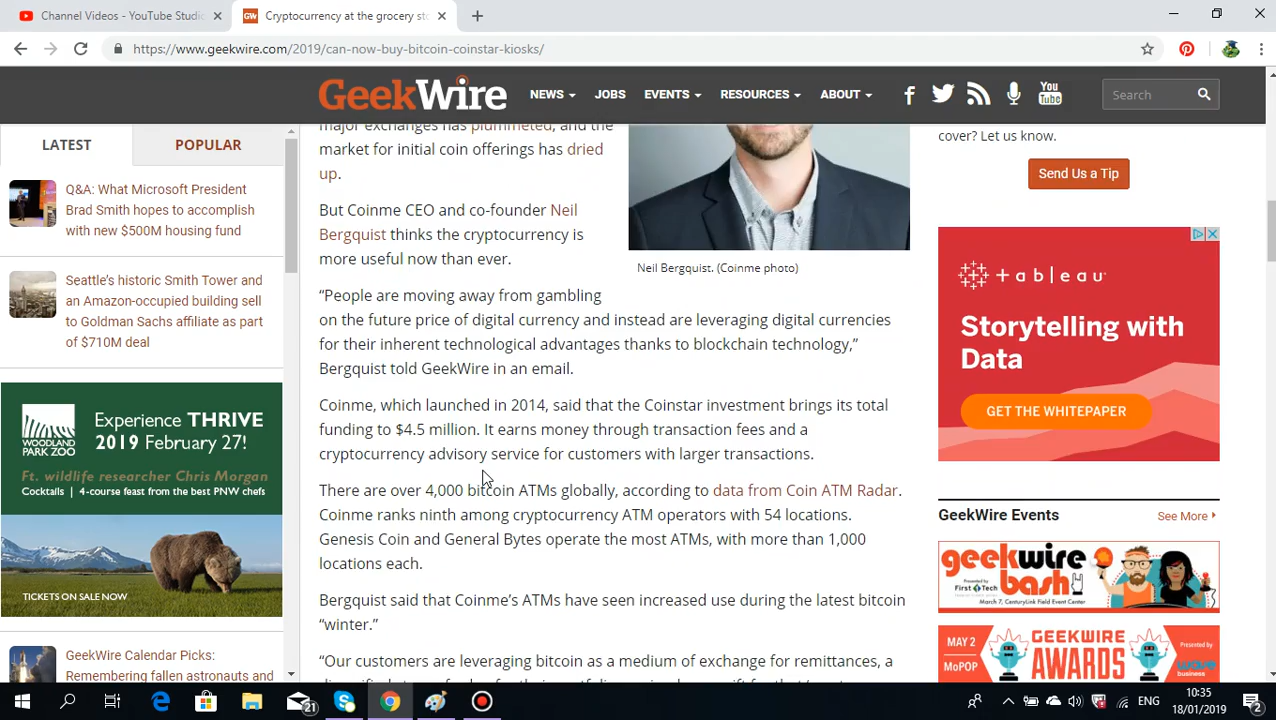 Channel Videos - YouTube Studi
Cryptocurrency at the grocery sto
https://www.geekwire.com/2019/can-now-buy-bitcoin-coinstar-kiosks/
GeekWire
NEWS
JOBS
EVENTS
RESOURCES
ABOUT
You Tube
Search
LATEST
POPULAR
Q&A: What Microsoft President
Brad Smith hopes to accomplish
with new $500M housing fund
Seattle's historic Smith Tower and
an Amazon-occupied building sell
to Goldman Sachs affiliate as part
of $710M deal
WOODLAND
PARK ZOO
Experience THRIVE
2019 February 27!
Ft. wildlife researcher Chris Morgan
Cocktails | 4-course feast from the best PNW chefs
TICKETS ON SALE NOW
GeekWire Calendar Picks:
Remembering fallen astronauts and
major exchanges has plummeted, and the
market for initial coin offerings has dried
up.
But Coinme CEO and co-founder Neil
Bergquist thinks the cryptocurrency is
more useful now than ever.
Neil Bergquist. (Coinme photo)
“People are moving away from gambling
on the future price of digital currency and instead are leveraging digital currencies
for their inherent technological advantages thanks to blockchain technology,”
Bergquist told GeekWire in an email.
Coinme, which launched in 2014, said that the Coinstar investment brings its total
funding to $4.5 million. It earns money through transaction fees and a
cryptocurrency advisory service for customers with larger transactions.
There are over 4,000 bitcoin ATMs globally, according to data from Coin ATM Radar.
Coinme ranks ninth among cryptocurrency ATM operators with 54 locations.
Genesis Coin and General Bytes operate the most ATMs, with more than 1,000
locations each.
Bergquist said that Coinme's ATMs have seen increased use during the latest bitcoin
“winter.”
“Our customers are leveraging bitcoin as a medium of exchange for remittances, a
cover? Let us know.
Send Us a Tip
+ableau
Storytelling with
Data
GET THE WHITEPAPER
GeekWire Events
See More
geekwire
bash
Presented by
First Tech
March 7, CenturyLink Field Event Center
MAY 2
MoPOP
GEEKWIRE
AWARDS
Presented by
wave
business
21
ENG
10:35
18/01/2019
2